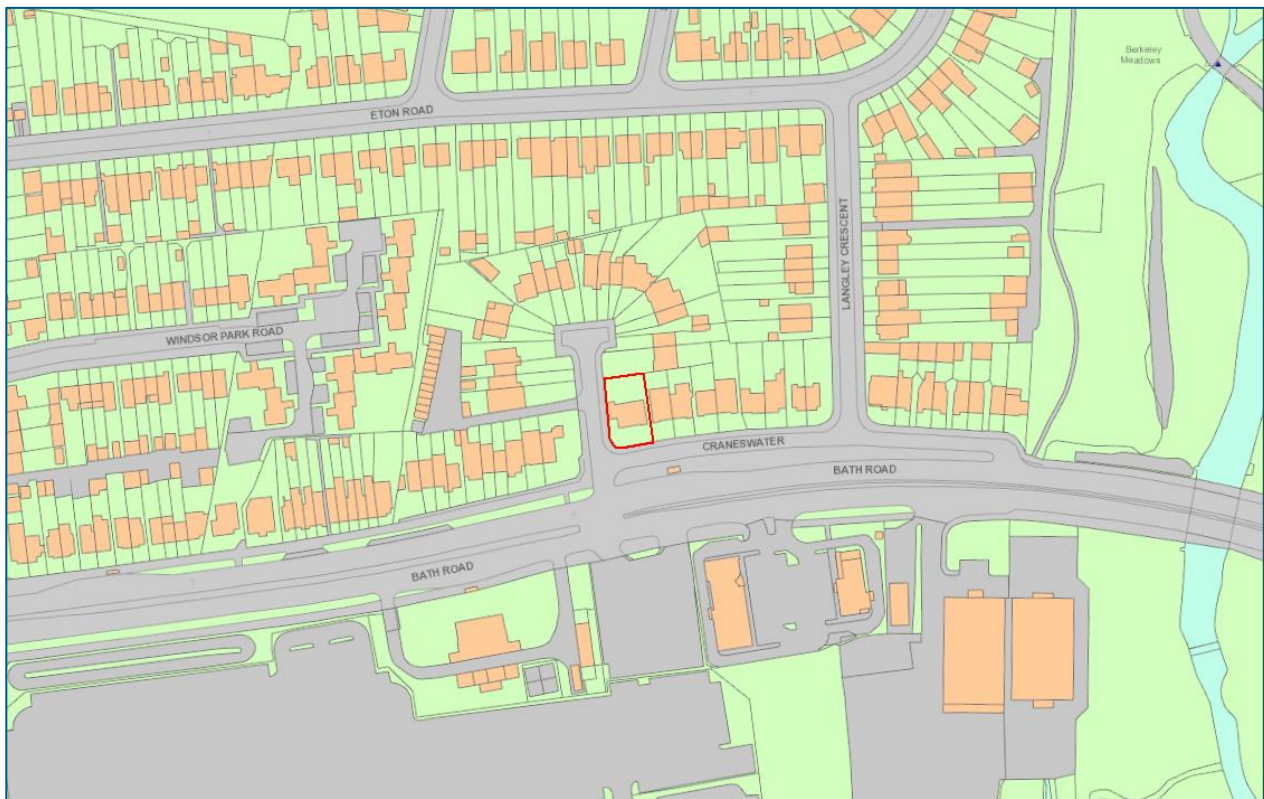 Berkeley
Meadows
ETON ROAD
LANGLEY CRESCENT
WINDSOR PARK ROAD
CRANESWATER
BATH ROAD
BATH ROAD